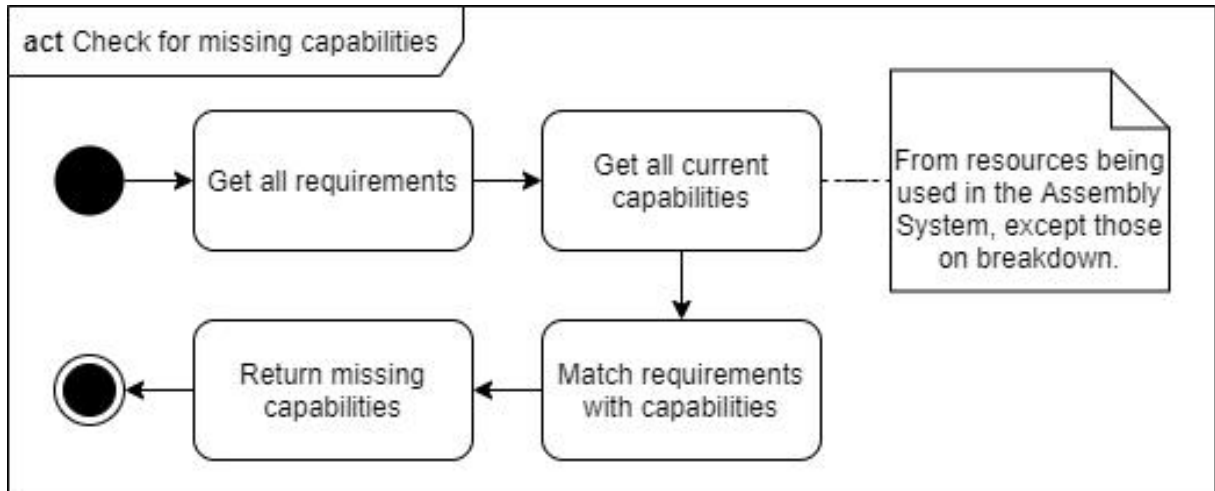 act Check for missing capabilities
Get all requirements
Get all current
capabilities
From resources being
used in the Assembly
System, except those
on breakdown.
Return missing
capabilities
Match requirements
with capabilities